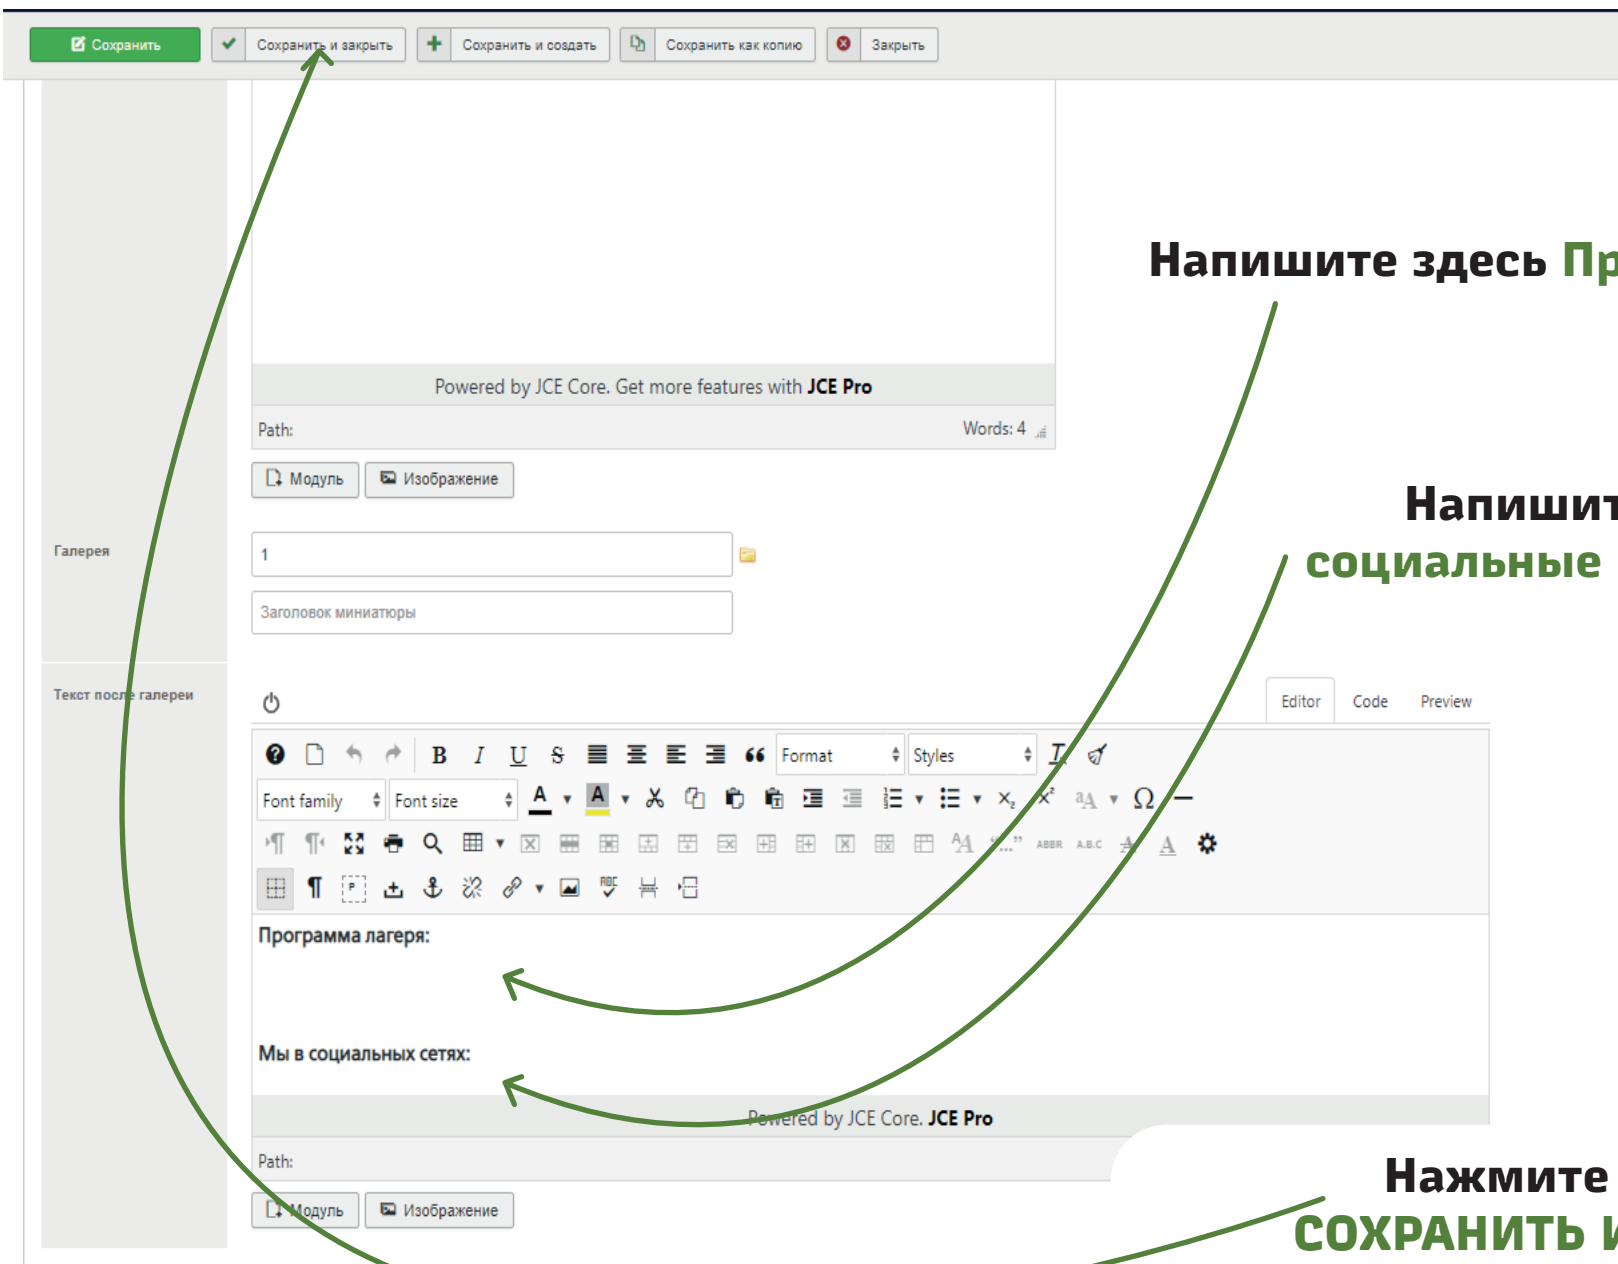 Сохранить
Сохранить и закрыть
Сохранить и создать
Сохранить как копию
Закрыть
Напишите здесь Пр
Powered by JCE Core. Get more features with JCE Pro
Path:
Words: 4
Модуль
Изображение
Напишит
социальные
Галерея
1
Заголовок миниатюры
Текст после галереи
Editor
Code
Preview
B I U S Format Styles
Font family Font size
ABBR A.B.C
Программа лагеря:
Мы в социальных сетях:
Powered by JCE Core. JCE Pro
Path:
Модуль
Изображение
Нажмите
СОХРАНИТЬ И